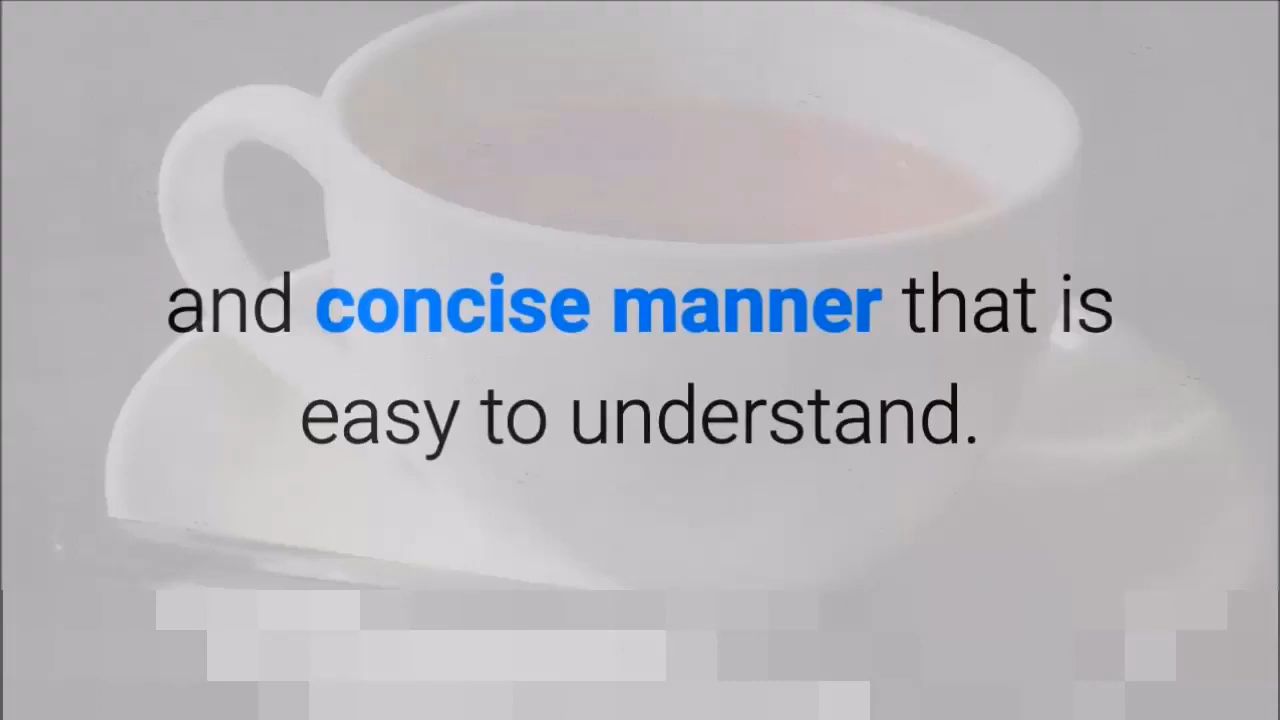 and concise manner that is
easy to understand.